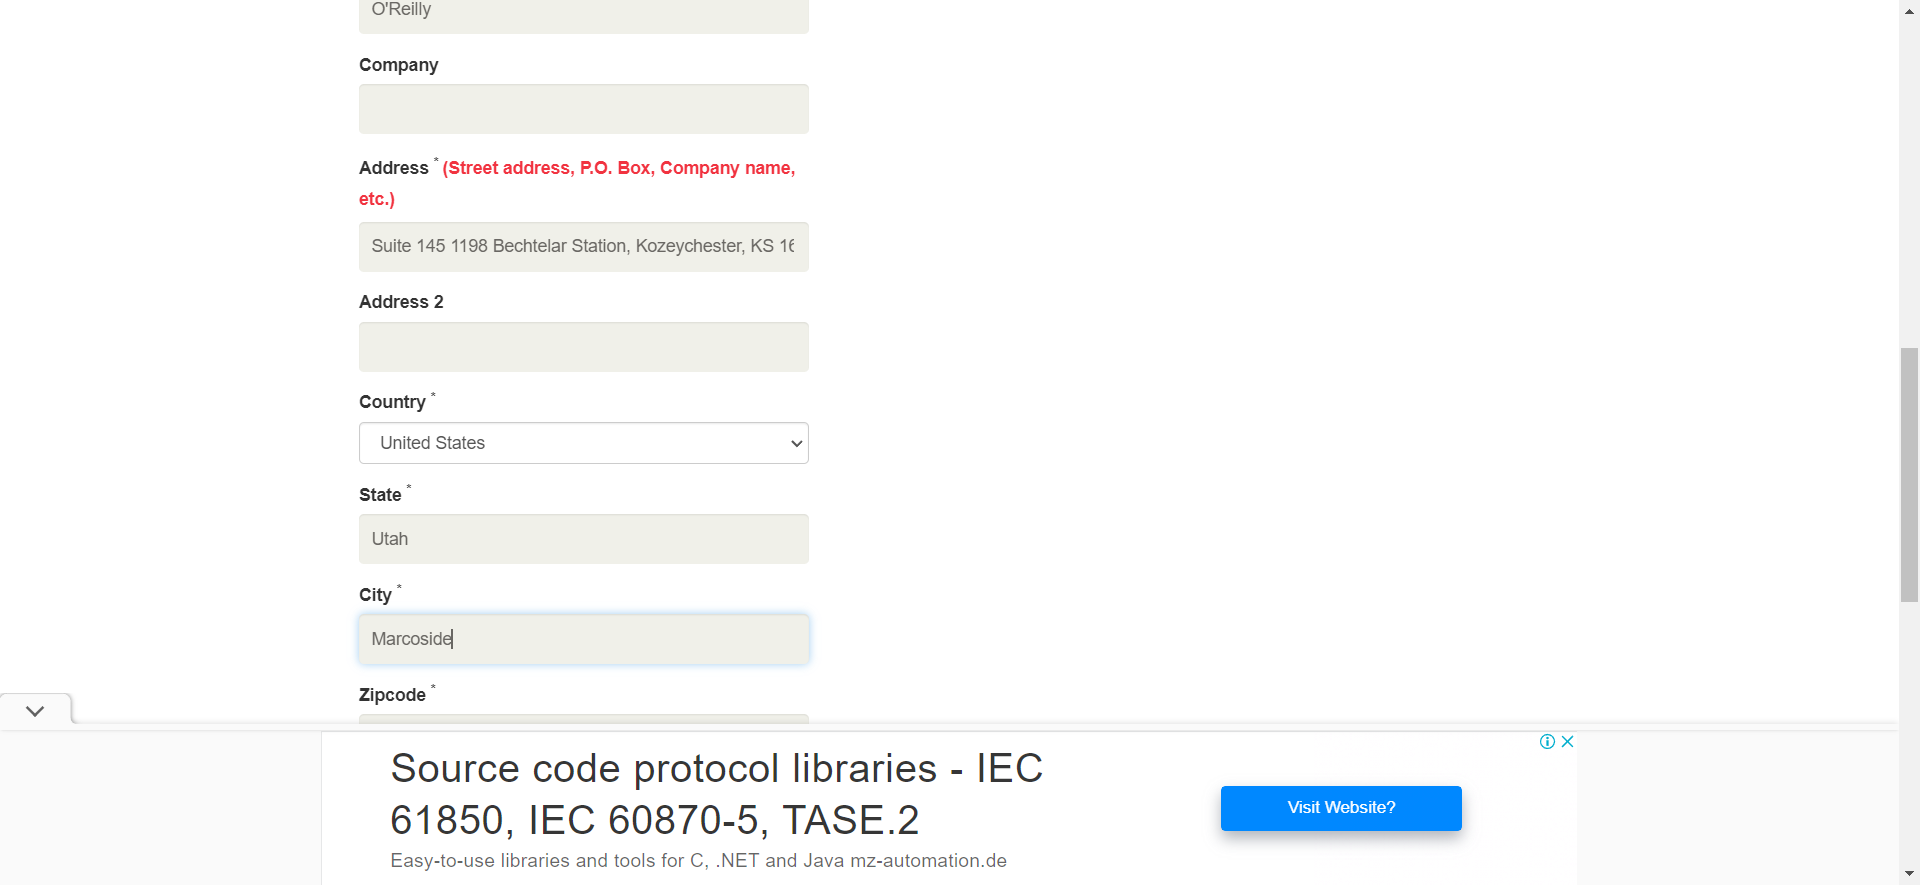 O'Reilly
Company
Address * (Street address, P.O. Box, Company name,
etc.)
Suite 145 1198 Bechtelar Station, Kozeychester, KS 16
Address 2
Country *
United States
State *
Utah
City *
Marcoside
Zipcode *
Source code protocol libraries - IEC
61850, IEC 60870-5, TASE.2
Visit Website?
Easy-to-use libraries and tools for C, .NET and Java mz-automation.de